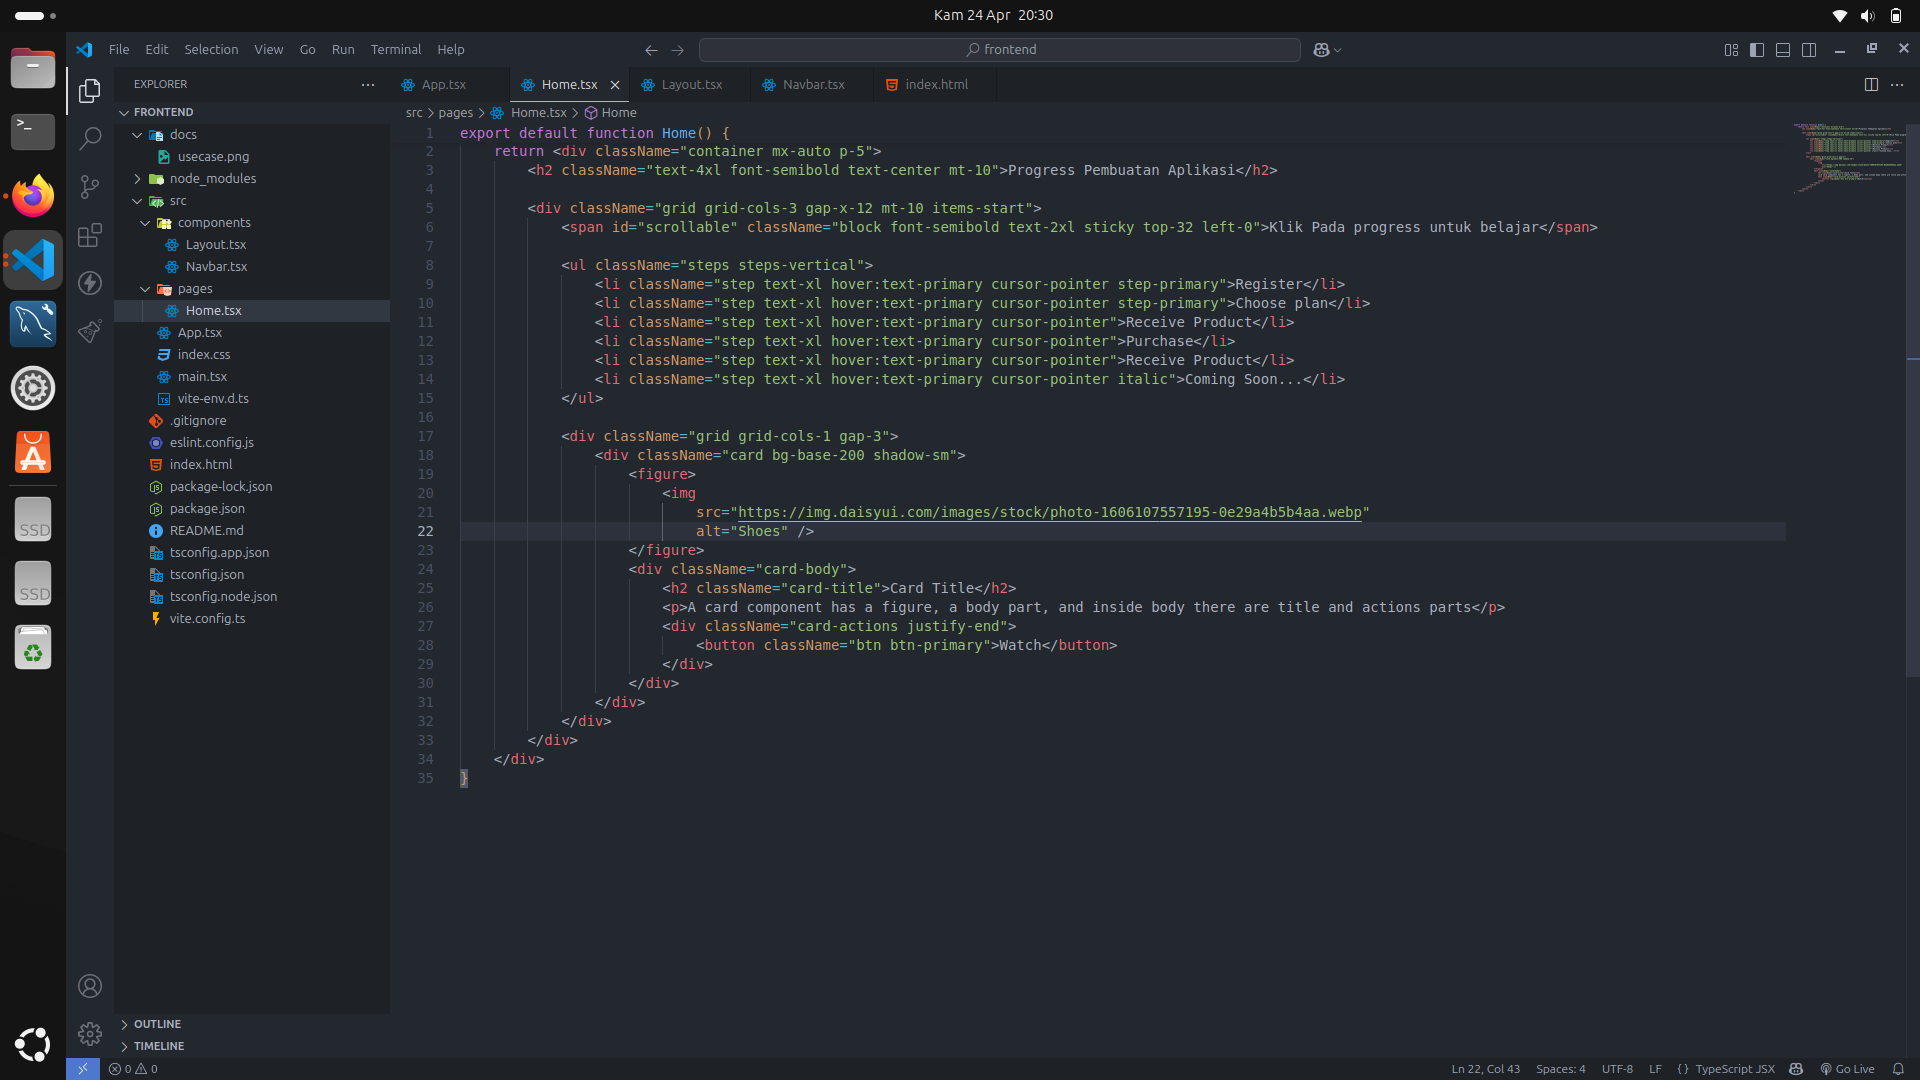 Kam 24 Apr 20:30
File Edit Selection View Go Run Terminal Help
frontend
EXPLORER
App.tsx
Home.tsx
Layout.tsx
Navbar.tsx
index.html
FRONTEND
docs
usecase.png
node_modules
src
components
Layout.tsx
Navbar.tsx
pages
Home.tsx
App.tsx
index.css
main.tsx
TS vite-env.d.ts
.gitignore
eslint.config.js
index.html
package-lock.json
package.json
README.md
tsconfig.app.json
tsconfig.json
tsconfig.node.json
vite.config.ts
OUTLINE
TIMELINE
SSD
SSD
src > pages > Home.tsx > Home
1 export default function Home() {
2     return <div className="container mx-auto p-5">
3         <h2 className="text-4xl font-semibold text-center mt-10">Progress Pembuatan Aplikasi</h2>
4
5         <div className="grid grid-cols-3 gap-x-12 mt-10 items-start">
6             <span id="scrollable" className="block font-semibold text-2xl sticky top-32 left-0">Klik Pada progress untuk belajar</span>
7
8             <ul className="steps steps-vertical">
9                 <li className="step text-xl hover:text-primary cursor-pointer step-primary">Register</li>
10                 <li className="step text-xl hover:text-primary cursor-pointer step-primary">Choose plan</li>
11                 <li className="step text-xl hover:text-primary cursor-pointer">Receive Product</li>
12                 <li className="step text-xl hover:text-primary cursor-pointer">Purchase</li>
13                 <li className="step text-xl hover:text-primary cursor-pointer">Receive Product</li>
14                 <li className="step text-xl hover:text-primary cursor-pointer italic">Coming Soon...</li>
15             </ul>
16
17             <div className="grid grid-cols-1 gap-3">
18                 <div className="card bg-base-200 shadow-sm">
19                     <figure>
20                         <img
21                             src="https://img.daisyui.com/images/stock/photo-1606107557195-0e29a4b5b4aa.webp"
22                             alt="Shoes" />
23                     </figure>
24                     <div className="card-body">
25                         <h2 className="card-title">Card Title</h2>
26                         <p>A card component has a figure, a body part, and inside body there are title and actions parts</p>
27                         <div className="card-actions justify-end">
28                             <button className="btn btn-primary">Watch</button>
29                         </div>
30                     </div>
31                 </div>
32             </div>
33         </div>
34     </div>
35 }
0 0
Ln 22, Col 43 Spaces: 4 UTF-8 LF {} TypeScript JSX Go Live